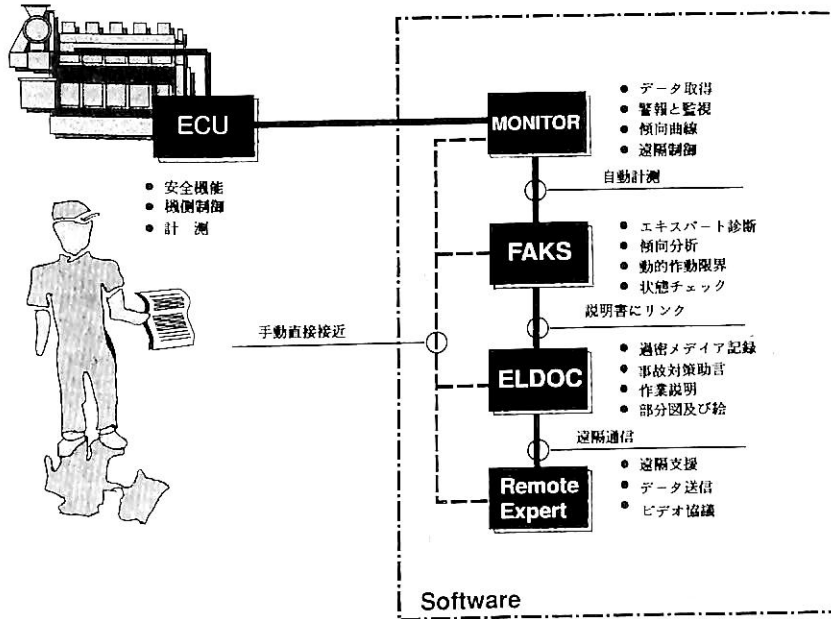 ECU
● 安全機能
● 機側制御
● 計 測
手動直接接近
MONITOR
● データ取得
● 警報と監視
● 傾向曲線
● 遠隔制御
自動計測
FAKS
● エキスパート診断
● 傾向分析
● 動的作動限界
● 状態チェック
説明書にリンク
ELDOC
● 過密メデイア記録
● 事故対策助言
● 作業説明
● 部分図及び絵
遠隔通信
Remote
Expert
● 遠隔支援
● データ送信
● ビデオ協議
Software